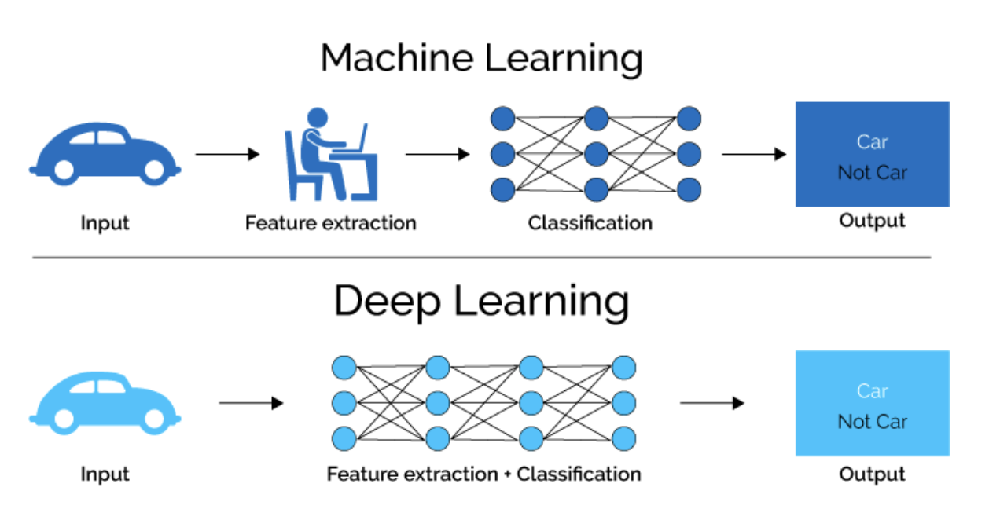 Machine Learning
Car
Not Car
Input
Feature extraction
Classification
Output
Deep Learning
Car
Not Car
Input
Feature extraction + Classification
Output